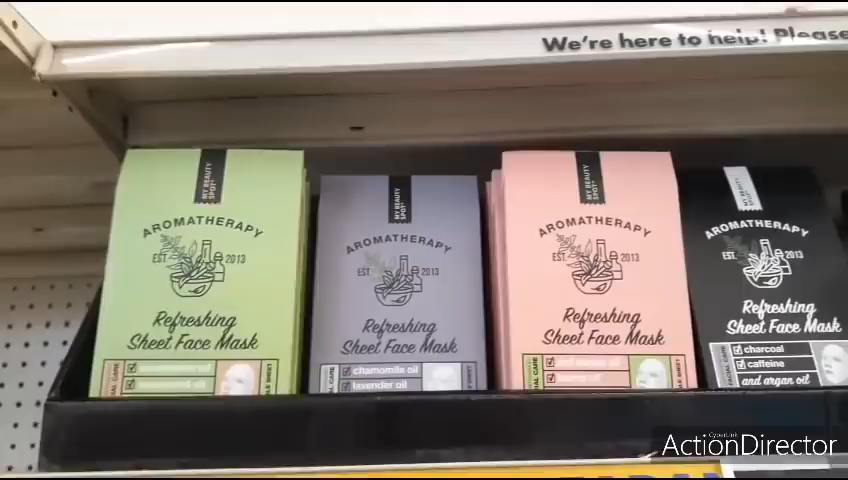 We're here to help! Please
MY BEAUTY SPOT
AROMATHERAPY
EST. 2013
Refreshing
Sheet Face Mask
MY BEAUTY SPOT
AROMATHERAPY
EST. 2013
Refreshing
Sheet Face Mask
chamomile oil
lavender oil
MY BEAUTY SPOT
AROMATHERAPY
EST. 2013
Refreshing
Sheet Face Mask
MY BEAUTY SPOT
AROMATHERAPY
EST. 2013
Refreshing
Sheet Face Mask
charcoal
caffeine
and argan oil
CyberLink
ActionDirector